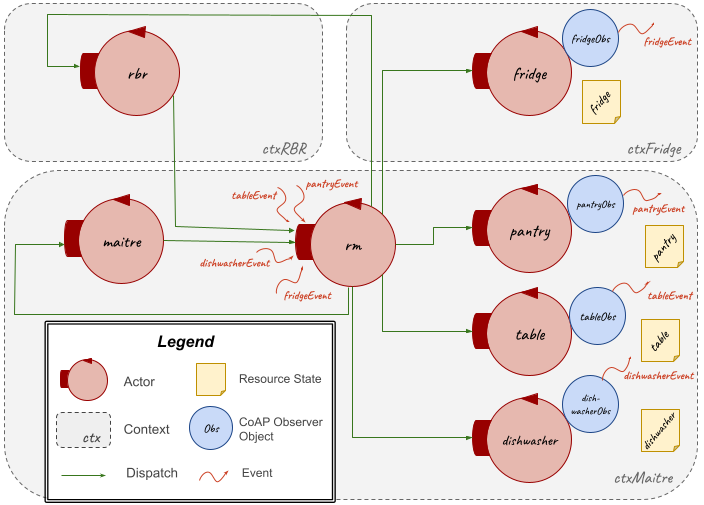 rbr
ctxRBR
fridge
fridgeObs
fridgeEvent
fridge
ctxFridge
maitre
tableEvent
pantryEvent
dishwasherEvent
fridgeEvent
rm
pantry
pantryObs
pantryEvent
pantry
table
tableObs
tableEvent
table
dishwasher
dish-
washerObs
dishwasherEvent
dishwasher
ctxMaitre
Legend
Actor
Resource State
ctx
Context
Obs
CoAP Observer
Object
Dispatch
Event